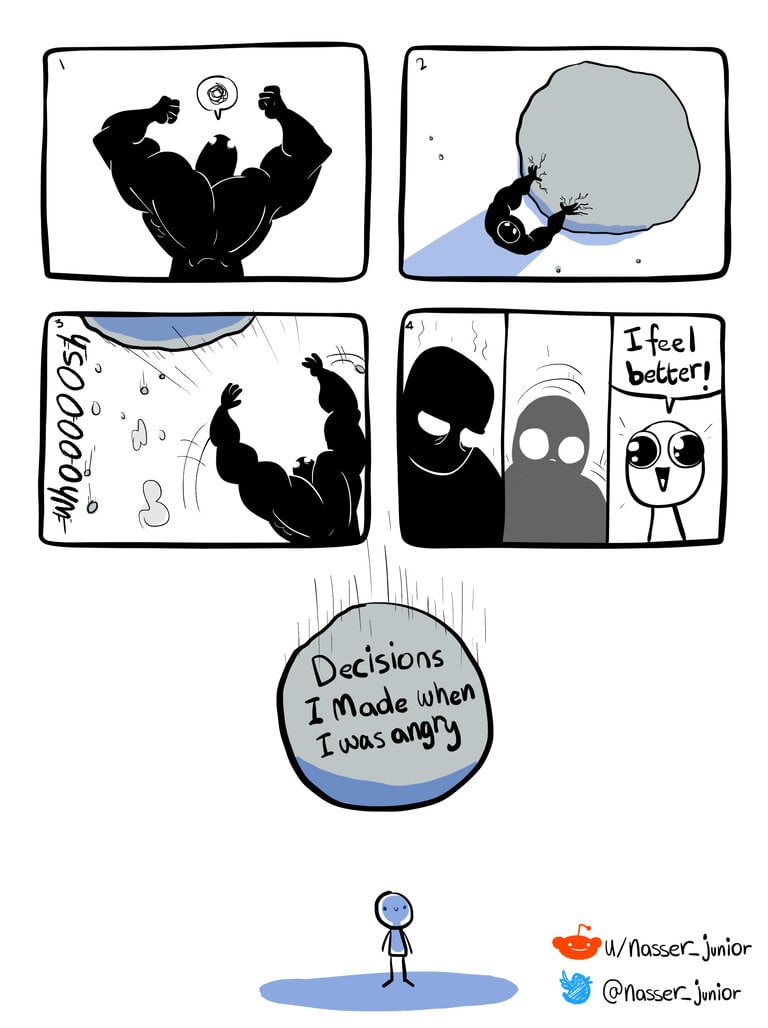 1
2
3
Whoooooosh
4
I feel
better!
Decisions
I Made when
I was angry
u/nasser_junior
@nasser_junior